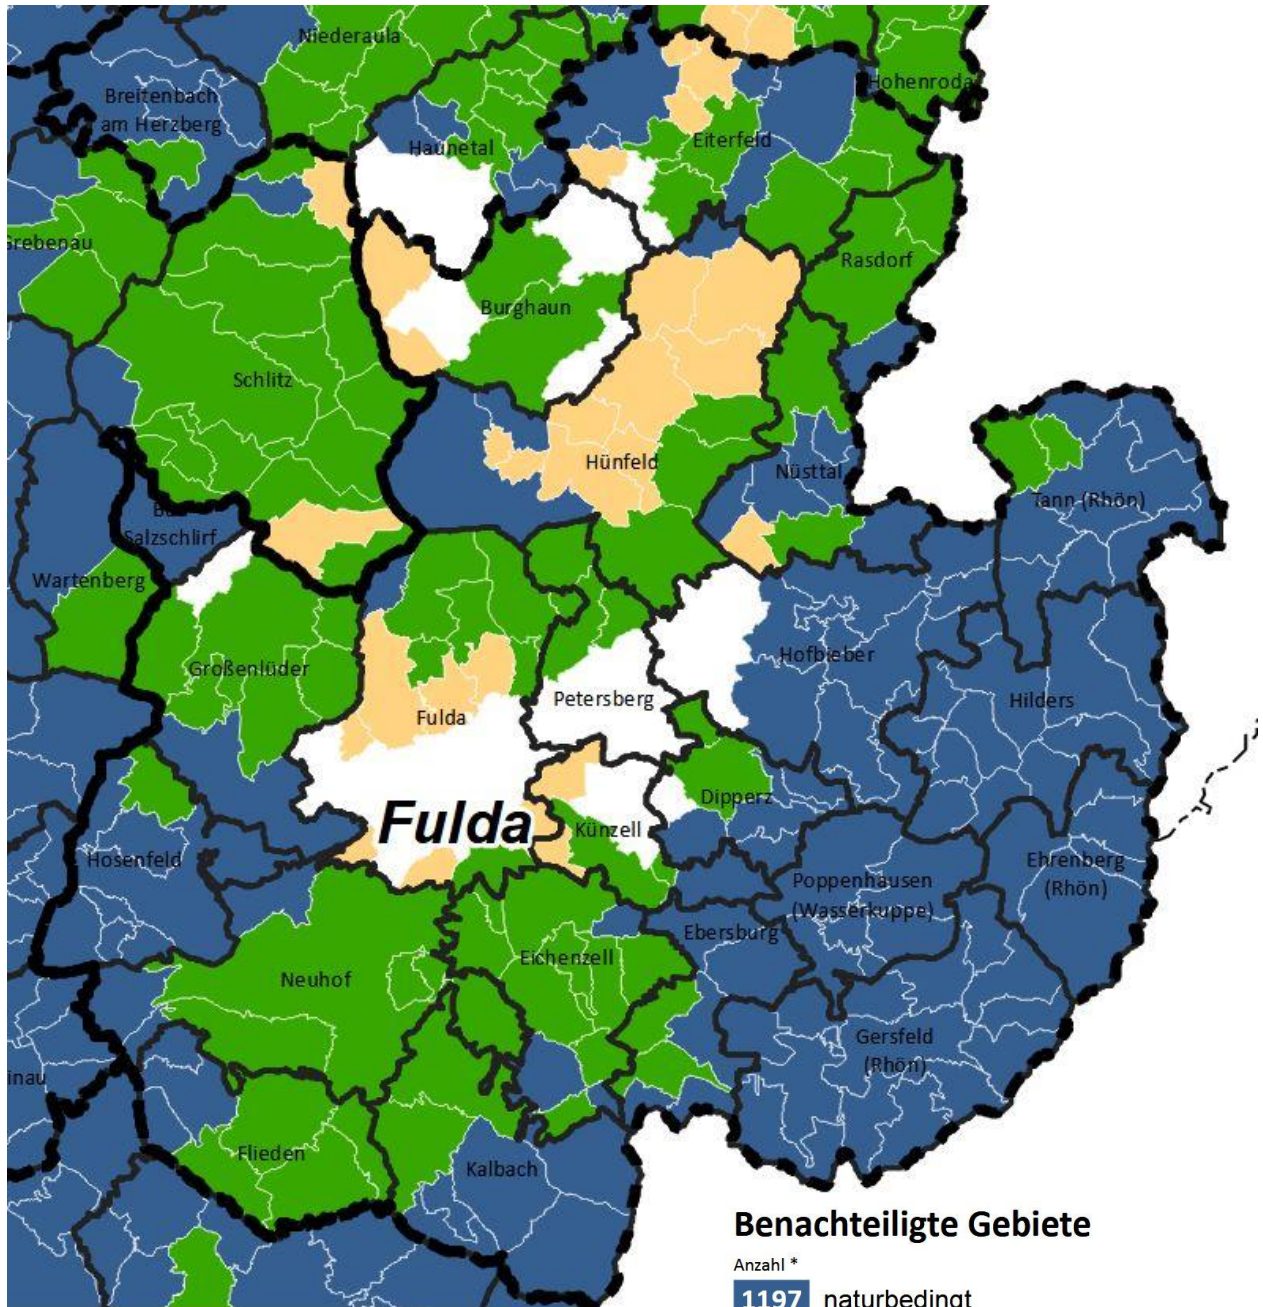 Niederaula
Hohenroda
Breitenbach
am Herzberg
Haunetal
Eiterfeld
Grebenau
Rasdorf
Burghaun
Schlitz
Hünfeld
Nüsttal
Tann (Rhön)
Salzschlirf
Wartenberg
Großenlüder
Hofbieber
Petersberg
Hilders
Fulda
Dipperz
Fulda
Künzell
Hosenfeld
Ehrenberg
(Rhön)
Poppenhausen
(Wasserkuppe)
Ebersburg
Eichenzell
Neuhof
Gersfeld
(Rhön)
inau
Flieden
Kalbach
Benachteiligte Gebiete
Anzahl *
1197 naturbedingt